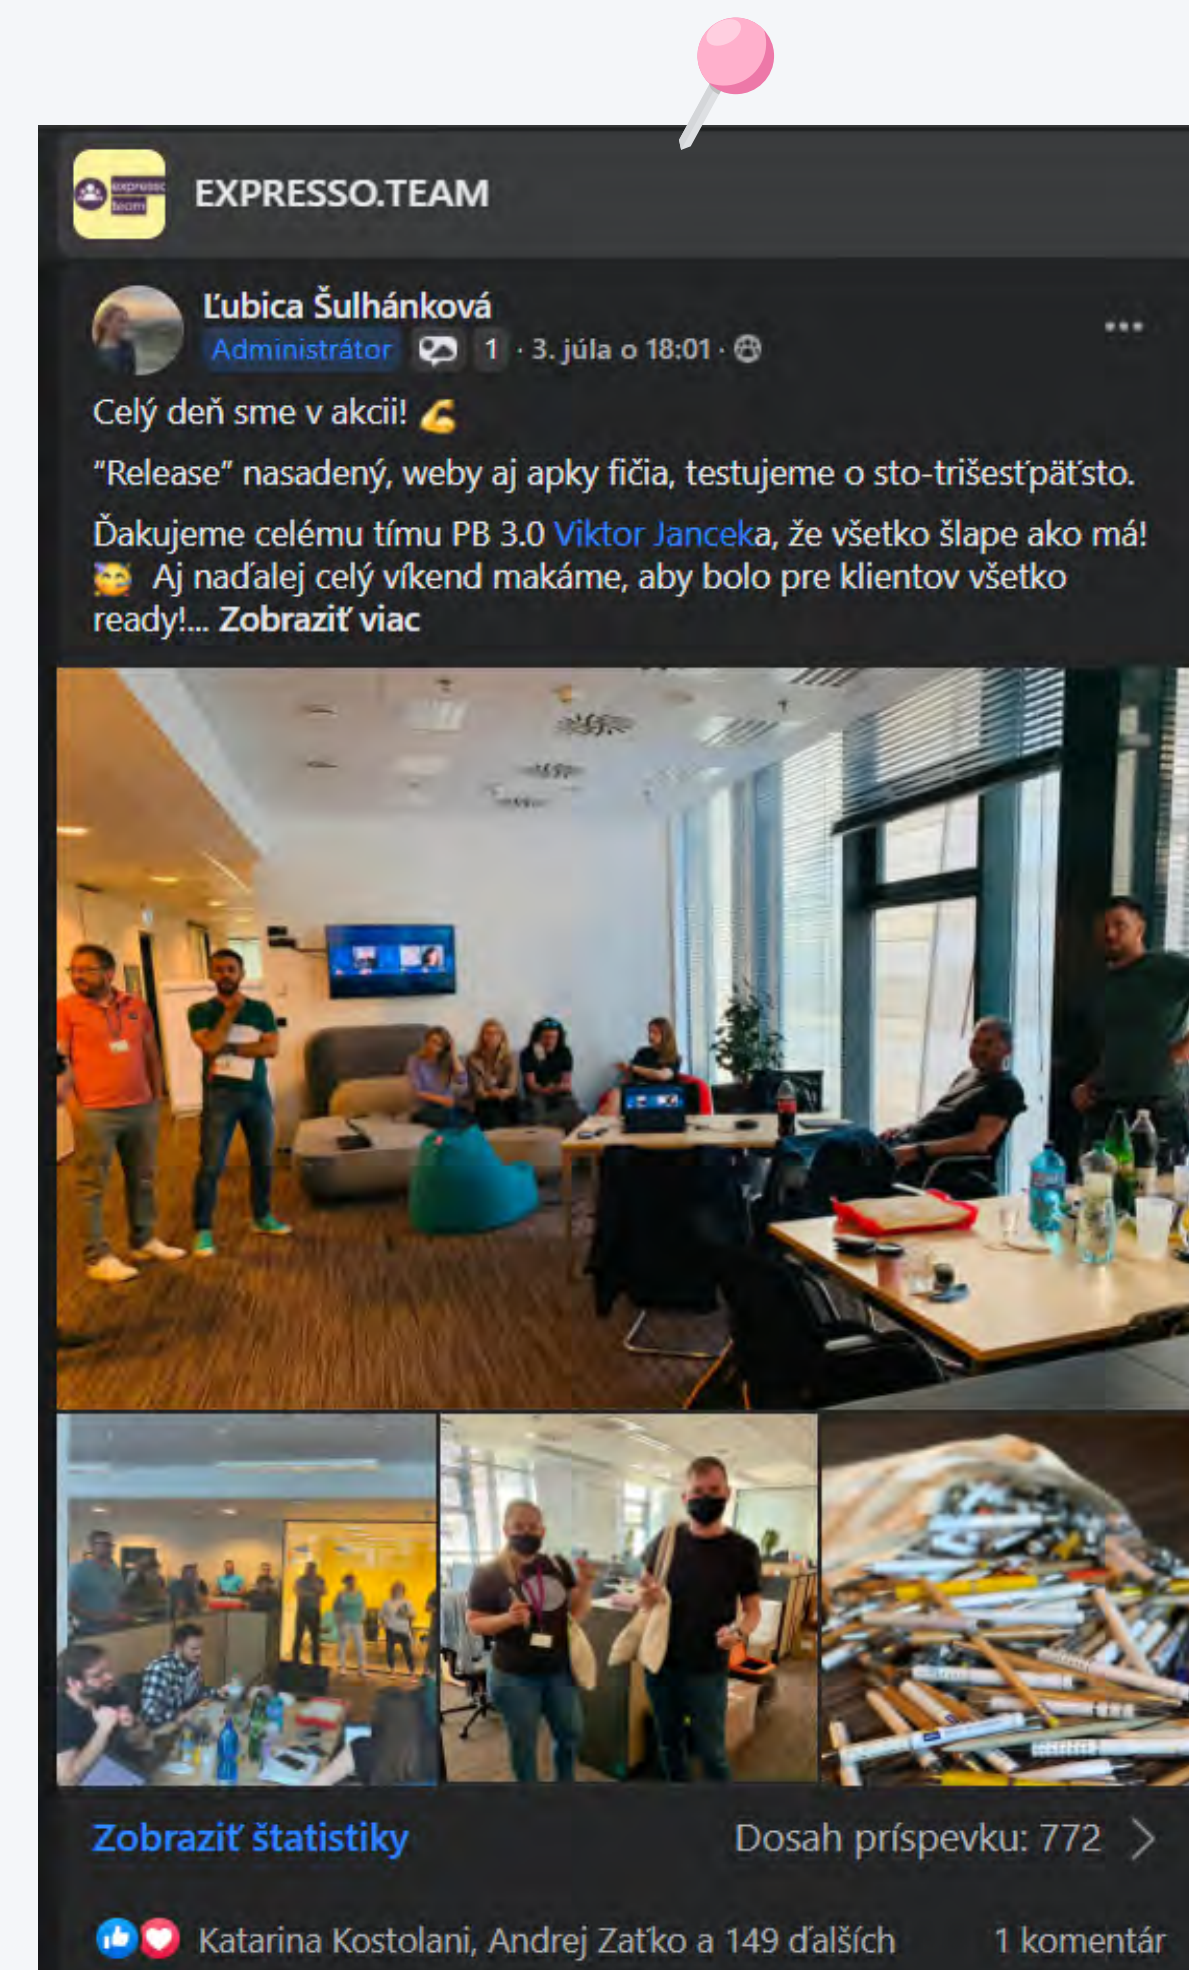 expresso
team
EXPRESSO.TEAM
Ľubica Šulhánková
Administrátor 1 · 3. júla o 18:01 ·
Celý deň sme v akcii! 💪
“Release” nasadený, weby aj apky fičia, testujeme o sto-trišesťpäťsto.
Ďakujeme celému tímu PB 3.0 Viktor Janceka, že všetko šlape ako má!
🥳 Aj naďalej celý víkend makáme, aby bolo pre klientov všetko
ready!... Zobraziť viac
Zobraziť štatistiky
Dosah príspevku: 772
Katarina Kostolani, Andrej Zaťko a 149 ďalších
1 komentár